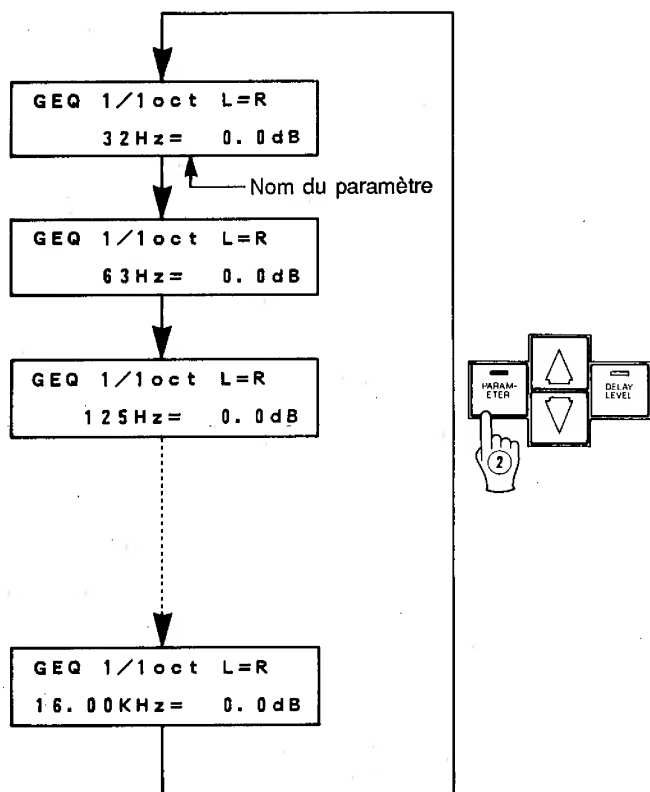 GEQ 1/1oct L=R
32Hz= 0.0dB
Nom du paramètre
GEQ 1/1oct L=R
63Hz= 0.0dB
GEQ 1/1oct L=R
125Hz= 0.0dB
PARAM-
ETER
DELAY
LEVEL
2
GEQ 1/1oct L=R
16.00KHz= 0.0dB